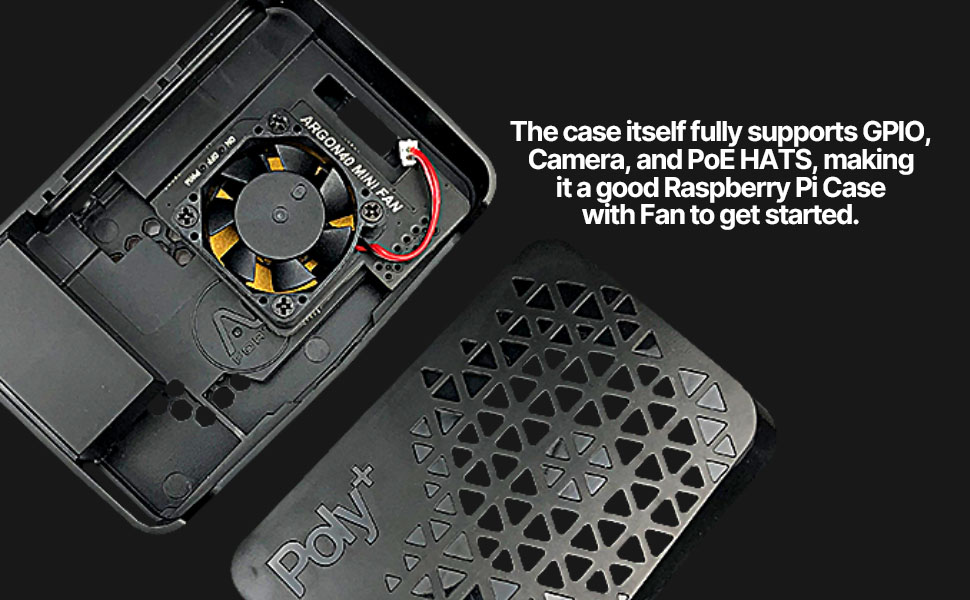 The case itself fully supports GPIO,
Camera, and PoE HATS, making
it a good Raspberry Pi Case
with Fan to get started.
ARGON40 MINI FAN
Poly+